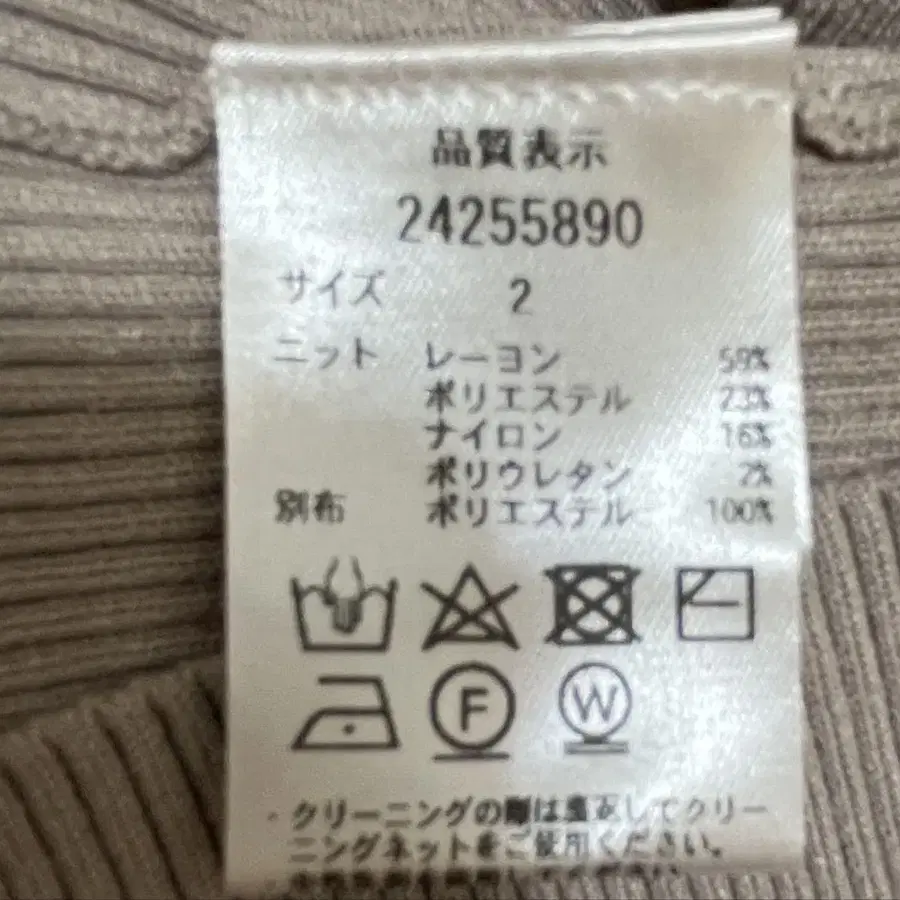 品質表示
24255890
サイズ 2
ニット レーヨン 59%
ポリエステル 23%
ナイロン 16%
ポリウレタン 2%
別布 ポリエステル 100%
F W
・クリーニングの際は裏返してクリー
ニングネットをご使用ください。